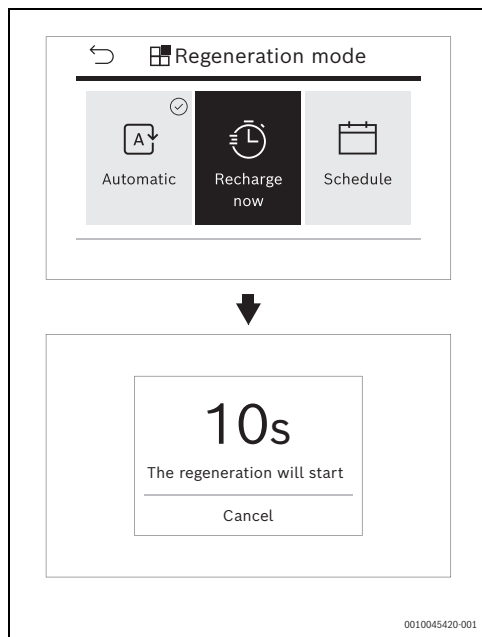 Regeneration mode
A
Automatic
Recharge
now
Schedule
10s
The regeneration will start
Cancel
0010045420-001